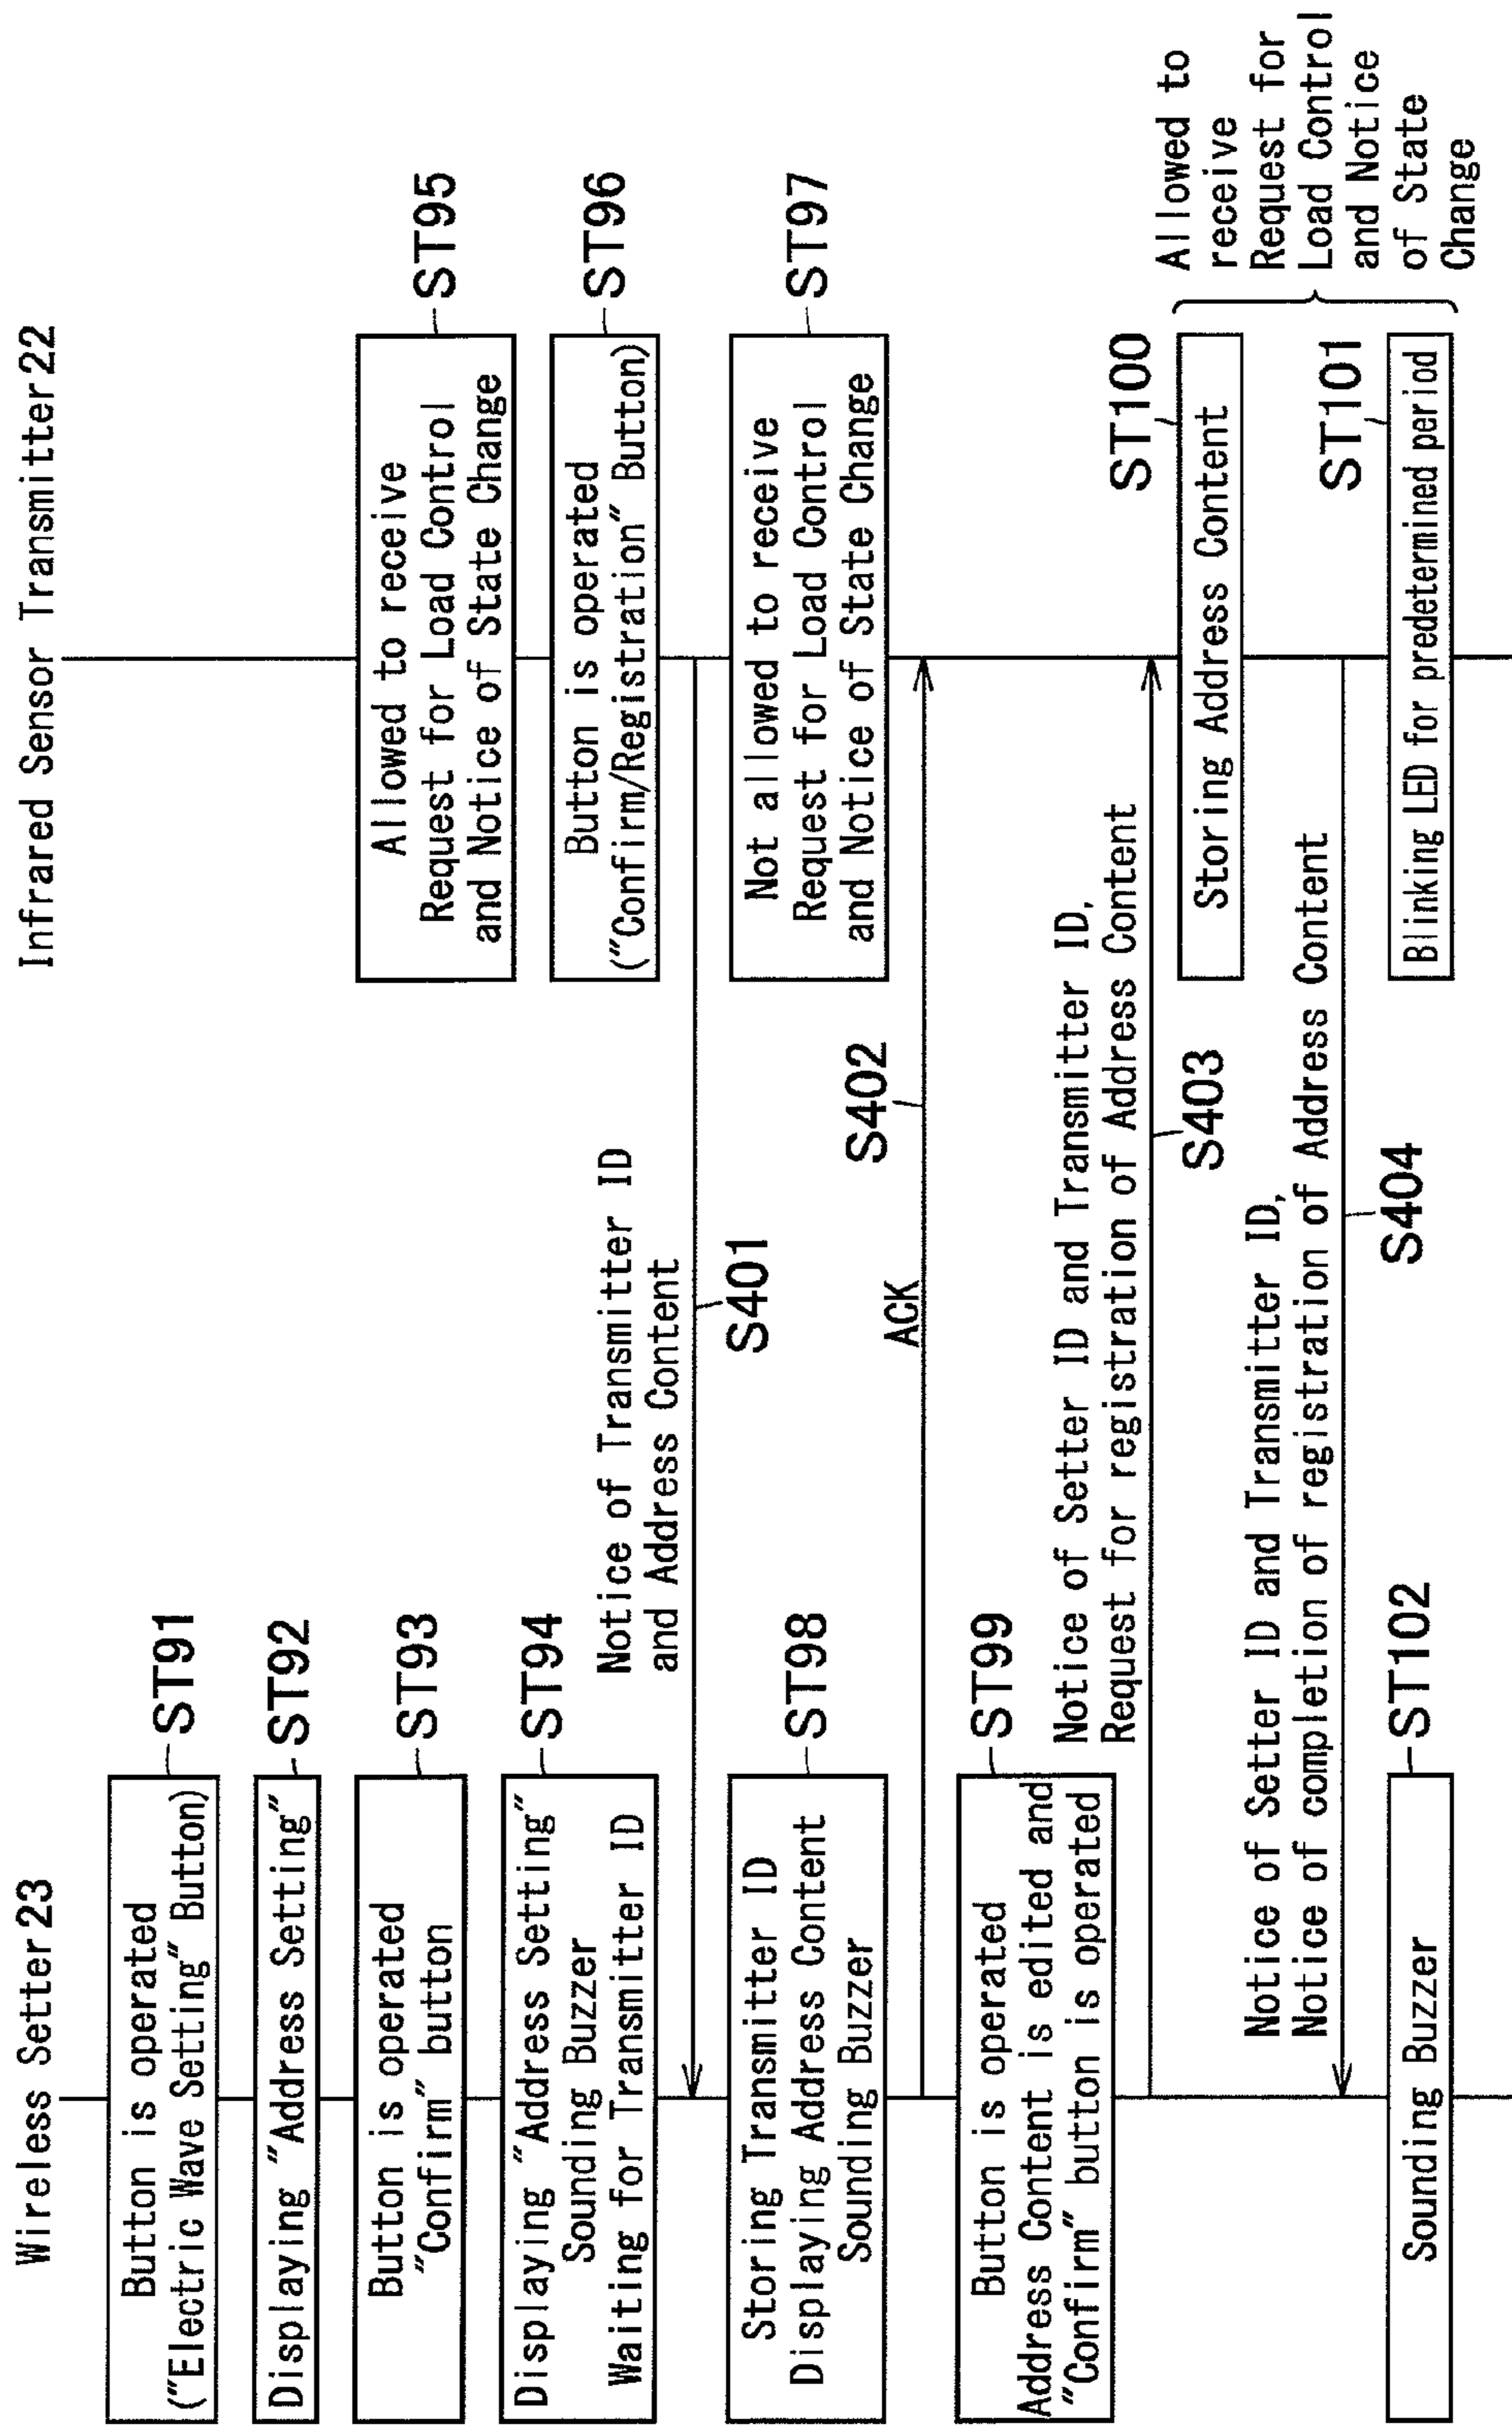 Wireless Setter23
Infrared Sensor Transmitter22
Button is operated
("Electric Wave Setting" Button)
ST91
Displaying "Address Setting"
ST92
Button is operated
"Confirm" button
ST93
Allowed to receive
Request for Load Control
and Notice of State Change
ST95
Displaying "Address Setting"
Sounding Buzzer
Waiting for Transmitter ID
ST94
Button is operated
("Confirm/Registration" Button)
ST96
Notice of Transmitter ID
and Address Content
S401
Storing Transmitter ID
Displaying Address Content
Sounding Buzzer
ST98
Not allowed to receive
Request for Load Control
and Notice of State Change
ST97
ACK
S402
Button is operated
Address Content is edited and
"Confirm" button is operated
ST99
Notice of Setter ID and Transmitter ID,
Request for registration of Address Content
S403
Storing Address Content
ST100
Notice of Setter ID and Transmitter ID,
Notice of completion of registration of Address Content
S404
Sounding Buzzer
ST102
Blinking LED for predetermined period
ST101
Allowed to
receive
Request for
Load Control
and Notice
of State
Change